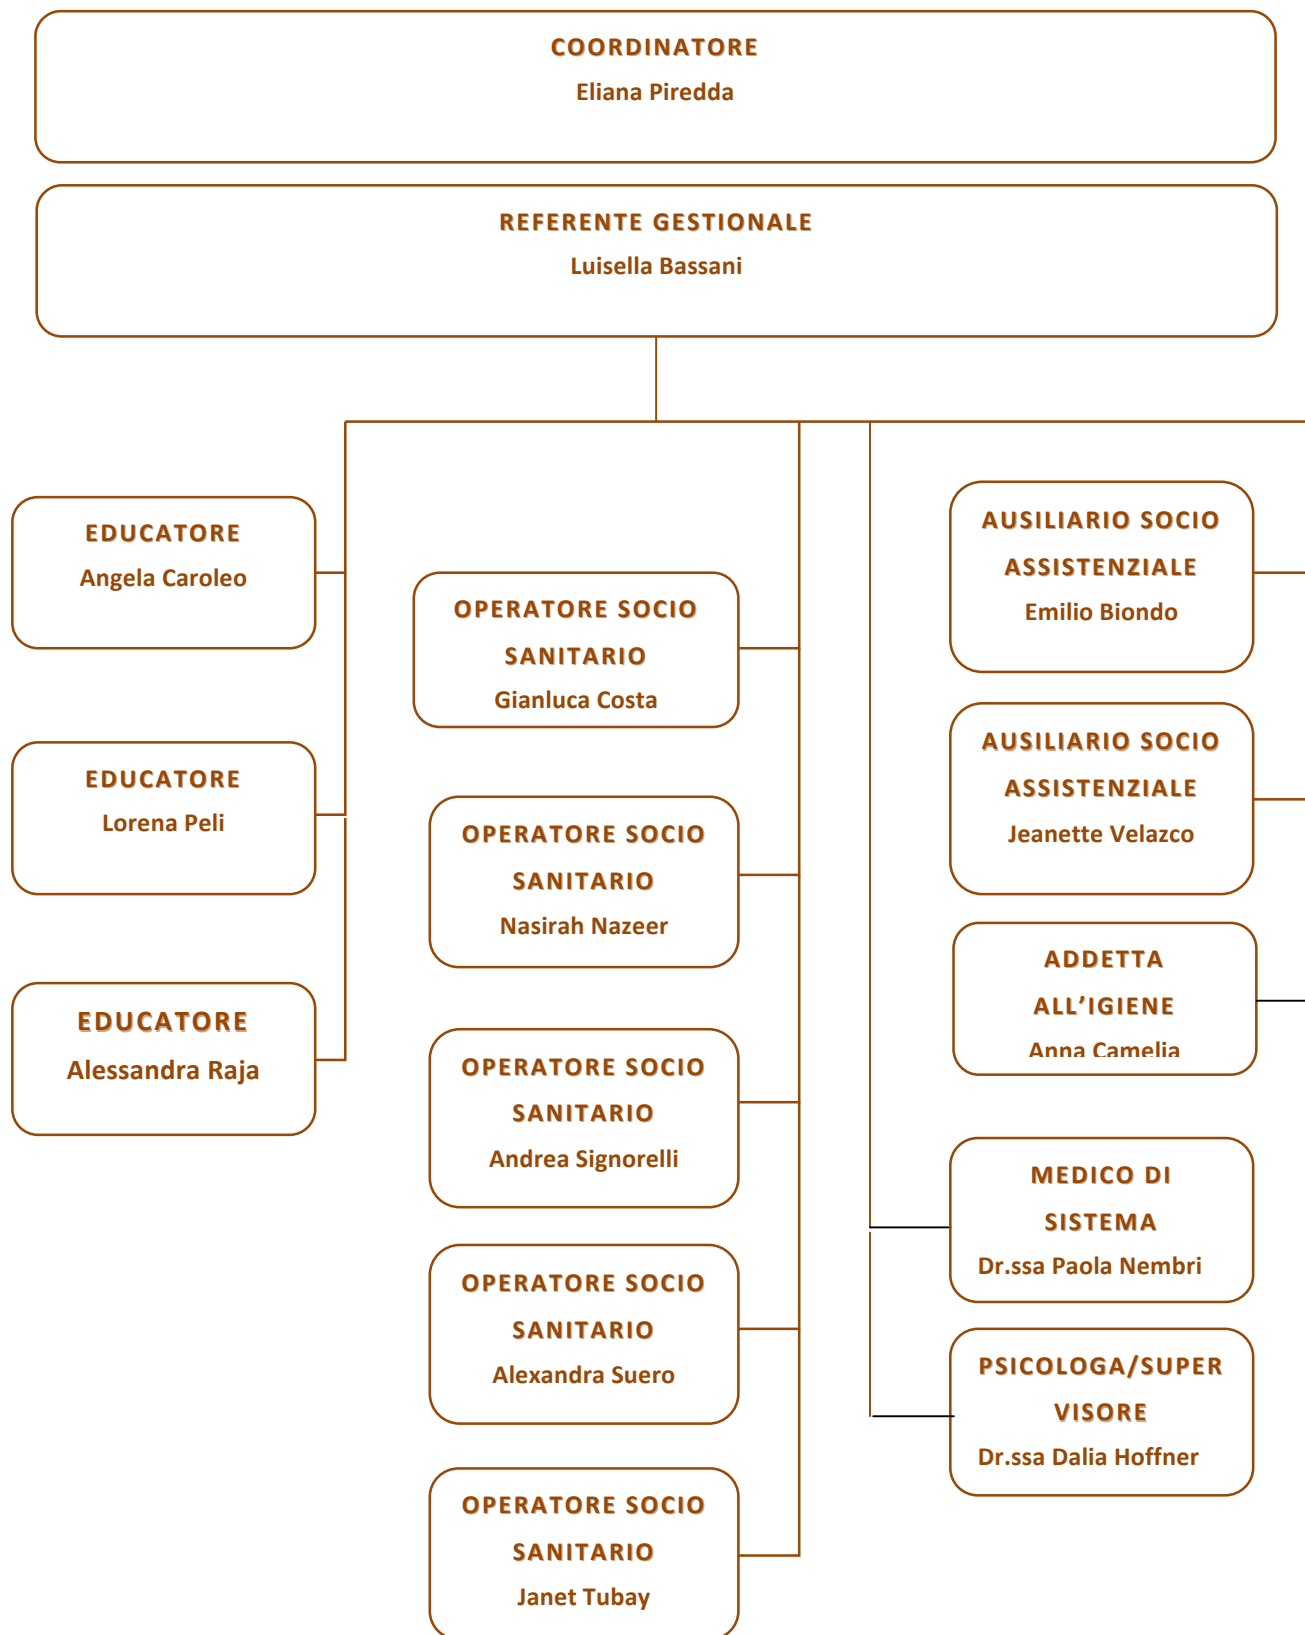 COORDINATORE
Eliana Piredda
REFERENTE GESTIONALE
Luisella Bassani
EDUCATORE
Angela Caroleo
EDUCATORE
Lorena Peli
EDUCATORE
Alessandra Raja
OPERATORE SOCIO
SANITARIO
Gianluca Costa
OPERATORE SOCIO
SANITARIO
Nasirah Nazeer
OPERATORE SOCIO
SANITARIO
Andrea Signorelli
OPERATORE SOCIO
SANITARIO
Alexandra Suero
OPERATORE SOCIO
SANITARIO
Janet Tubay
AUSILIARIO SOCIO
ASSISTENZIALE
Emilio Biondo
AUSILIARIO SOCIO
ASSISTENZIALE
Jeanette Velazco
ADDETTA
ALL’IGIENE
Anna Camelia
MEDICO DI
SISTEMA
Dr.ssa Paola Nembri
PSICOLOGA/SUPER
VISORE
Dr.ssa Dalia Hoffner